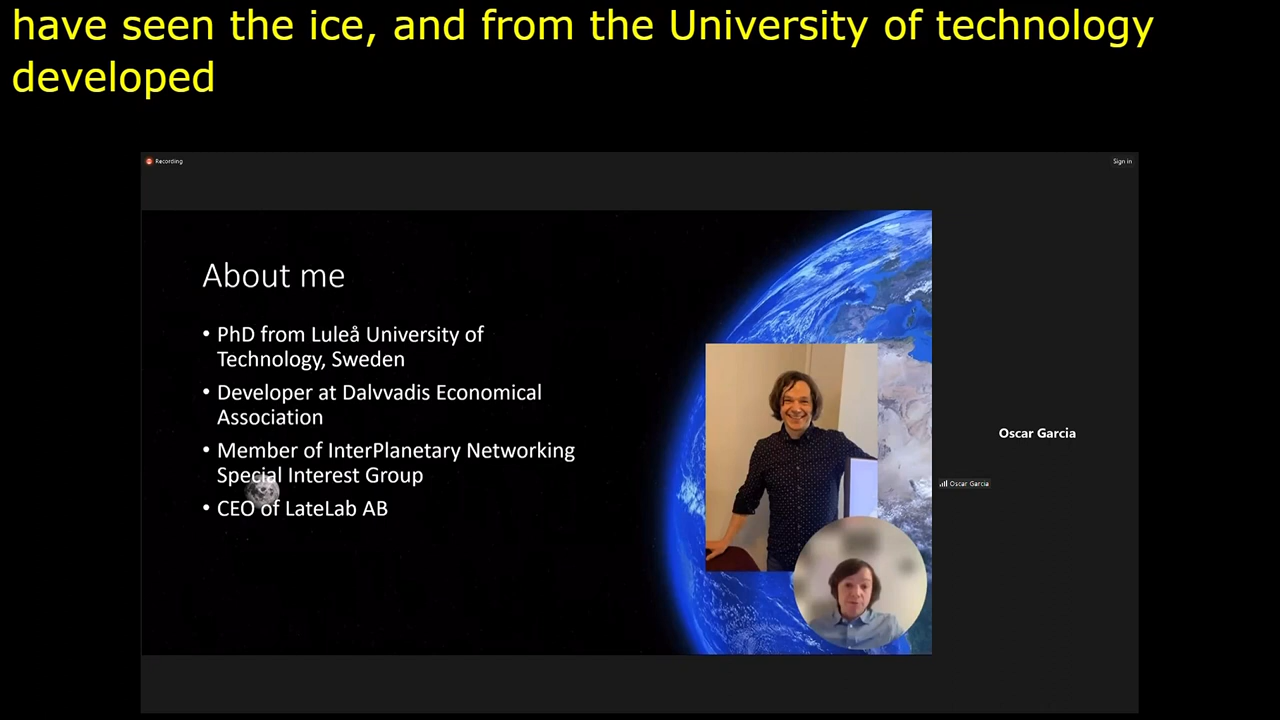 have seen the ice, and from the University of technology
developed
Recording
Sign in
About me
• PhD from Luleå University of
Technology, Sweden
• Developer at Dalvvadis Economical
Association
• Member of InterPlanetary Networking
Special Interest Group
• CEO of LateLab AB
Oscar Garcia
Oscar Garcia